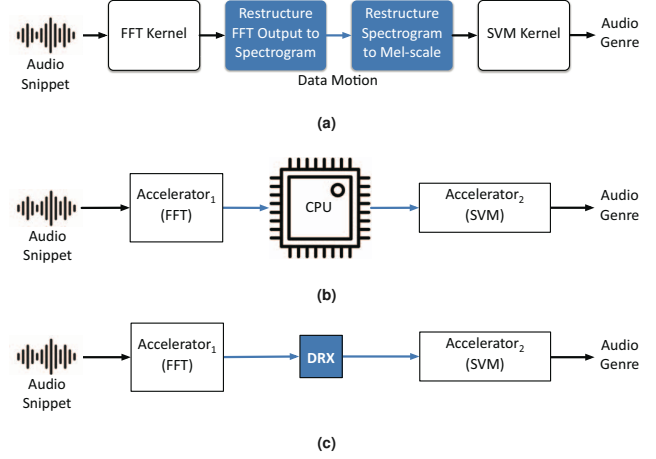 FFT Kernel
Restructure
FFT Output to
Spectrogram
Restructure
Spectrogram
to Mel-scale
SVM Kernel
Audio
Genre
Audio
Snippet
Data Motion
(a)
Accelerator1
(FFT)
CPU
Accelerator2
(SVM)
Audio
Genre
Audio
Snippet
(b)
Accelerator1
(FFT)
DRX
Accelerator2
(SVM)
Audio
Genre
Audio
Snippet
(c)